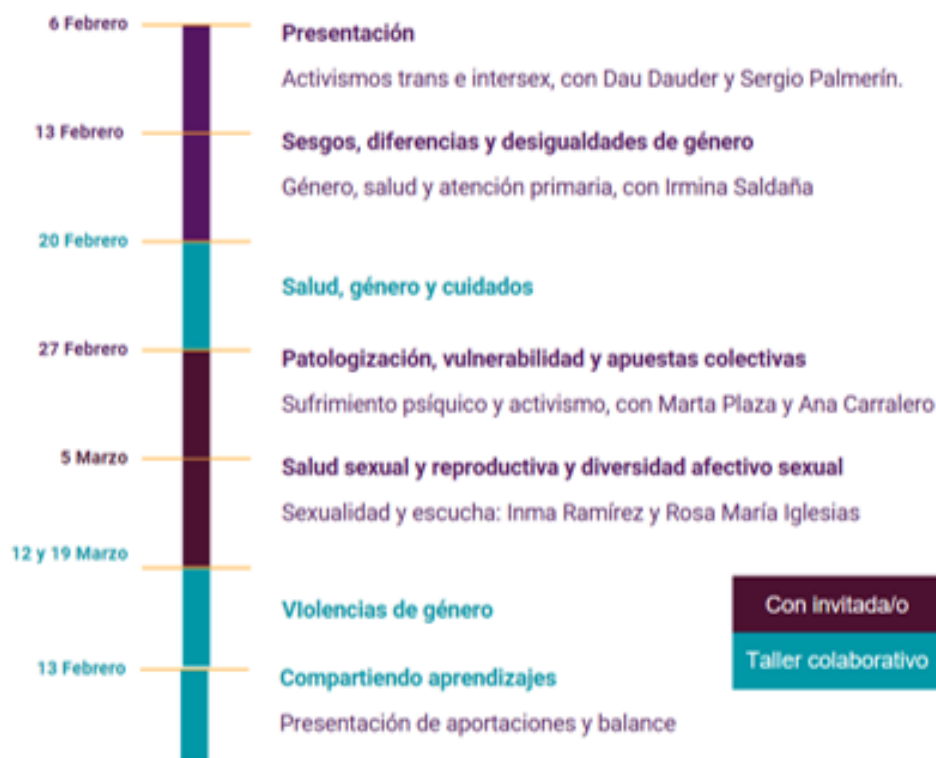 6 Febrero
Presentación
Activismos trans e intersex, con Dau Dauder y Sergio Palmerín.
13 Febrero
Sesgos, diferencias y desigualdades de género
Género, salud y atención primaria, con Irmina Saldaña
20 Febrero
Salud, género y cuidados
27 Febrero
Patologización, vulnerabilidad y apuestas colectivas
Sufrimiento psíquico y activismo, con Marta Plaza y Ana Carralero
5 Marzo
Salud sexual y reproductiva y diversidad afectivo sexual
Sexualidad y escucha: Inma Ramírez y Rosa María Iglesias
12 y 19 Marzo
VIolencias de género
Con invitada/o
Taller colaborativo
13 Febrero
Compartiendo aprendizajes
Presentación de aportaciones y balance